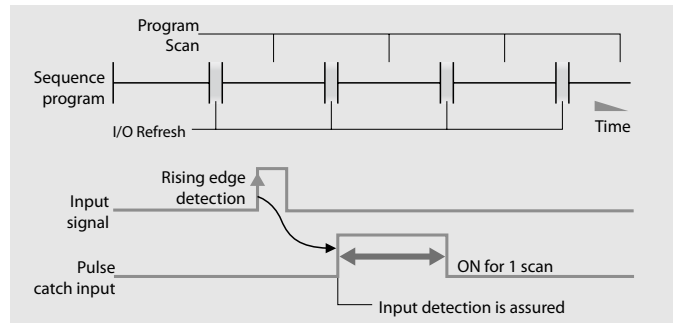 Program
Scan
Sequence
program
I/O Refresh
Time
Rising edge
detection
Input
signal
Pulse
catch input
ON for 1 scan
Input detection is assured